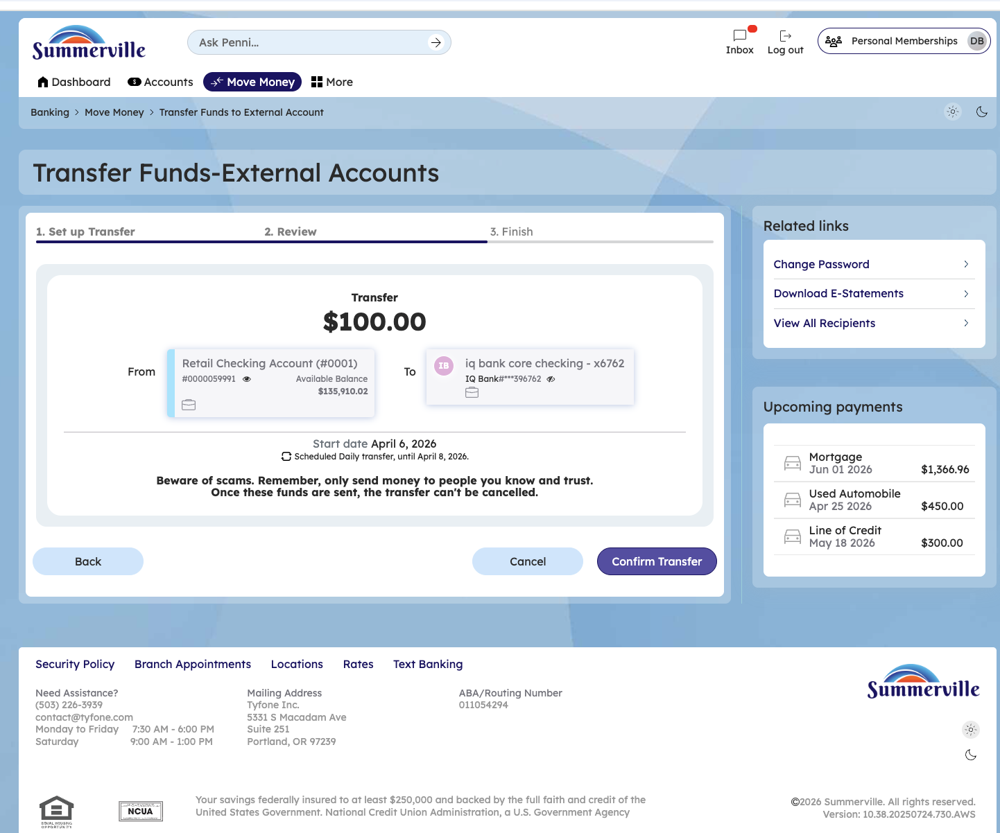 Summerville
Ask Penni...
Inbox
Log out
Personal Memberships
DB
Dashboard
Accounts
Move Money
More
Banking > Move Money > Transfer Funds to External Account
Transfer Funds-External Accounts
1. Set up Transfer
2. Review
3. Finish
Transfer
$100.00
From
Retail Checking Account (#0001)
#0000059991
Available Balance
$135,910.02
To
IB
iq bank core checking - x6762
IQ Bank#***396762
Start date April 6, 2026
Scheduled Daily transfer, until April 8, 2026.
Beware of scams. Remember, only send money to people you know and trust.
Once these funds are sent, the transfer can't be cancelled.
Back
Cancel
Confirm Transfer
Related links
Change Password
Download E-Statements
View All Recipients
Upcoming payments
Mortgage
Jun 01 2026
$1,366.96
Used Automobile
Apr 25 2026
$450.00
Line of Credit
May 18 2026
$300.00
Security Policy
Branch Appointments
Locations
Rates
Text Banking
Need Assistance?
(503) 226-3939
contact@tyfone.com
Monday to Friday 7:30 AM - 6:00 PM
Saturday 9:00 AM - 1:00 PM
Mailing Address
Tyfone Inc.
5331 S Macadam Ave
Suite 251
Portland, OR 97239
ABA/Routing Number
011054294
Summerville
EQUAL HOUSING
OPPORTUNITY
NCUA
Your savings federally insured to at least $250,000 and backed by the full faith and credit of the
United States Government. National Credit Union Administration, a U.S. Government Agency
©2026 Summerville. All rights reserved.
Version: 10.38.20250724.730.AWS